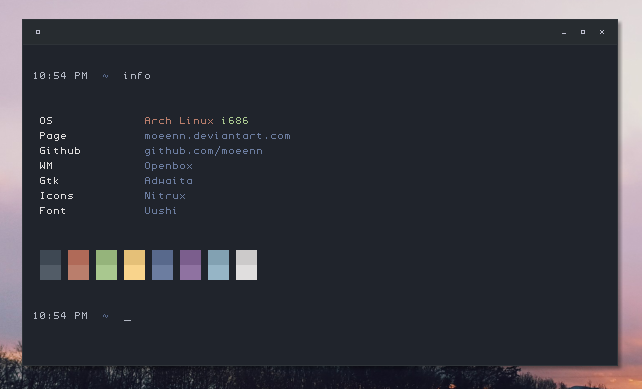 10:54 PM ~ info
OS Arch Linux i686
Page moeenn.deviantart.com
Github github.com/moeenn
WM Openbox
Gtk Adwaita
Icons Nitrux
Font Uushi
10:54 PM ~ _